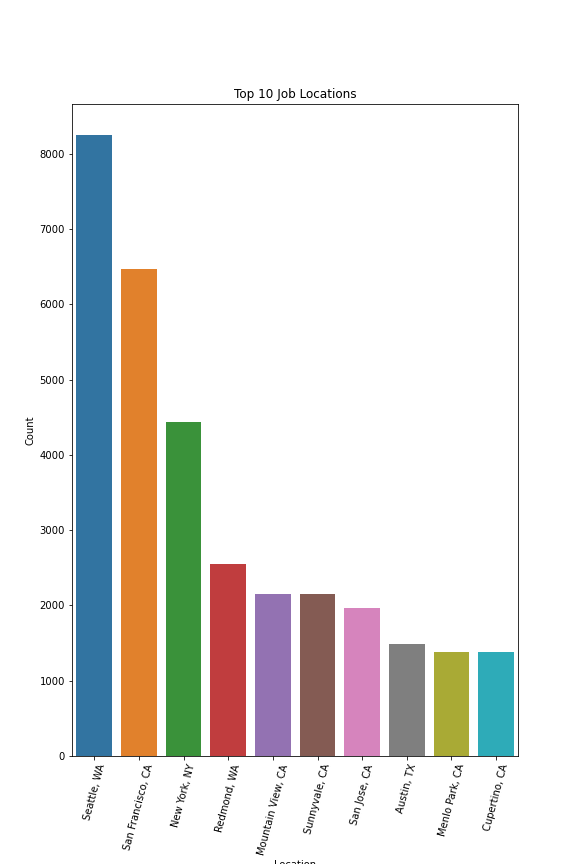 Top 10 Job Locations
Count
8000
7000
6000
5000
4000
3000
2000
1000
0
Seattle, WA
San Francisco, CA
New York, NY
Redmond, WA
Mountain View, CA
Sunnyvale, CA
San Jose, CA
Austin, TX
Menlo Park, CA
Cupertino, CA
Location